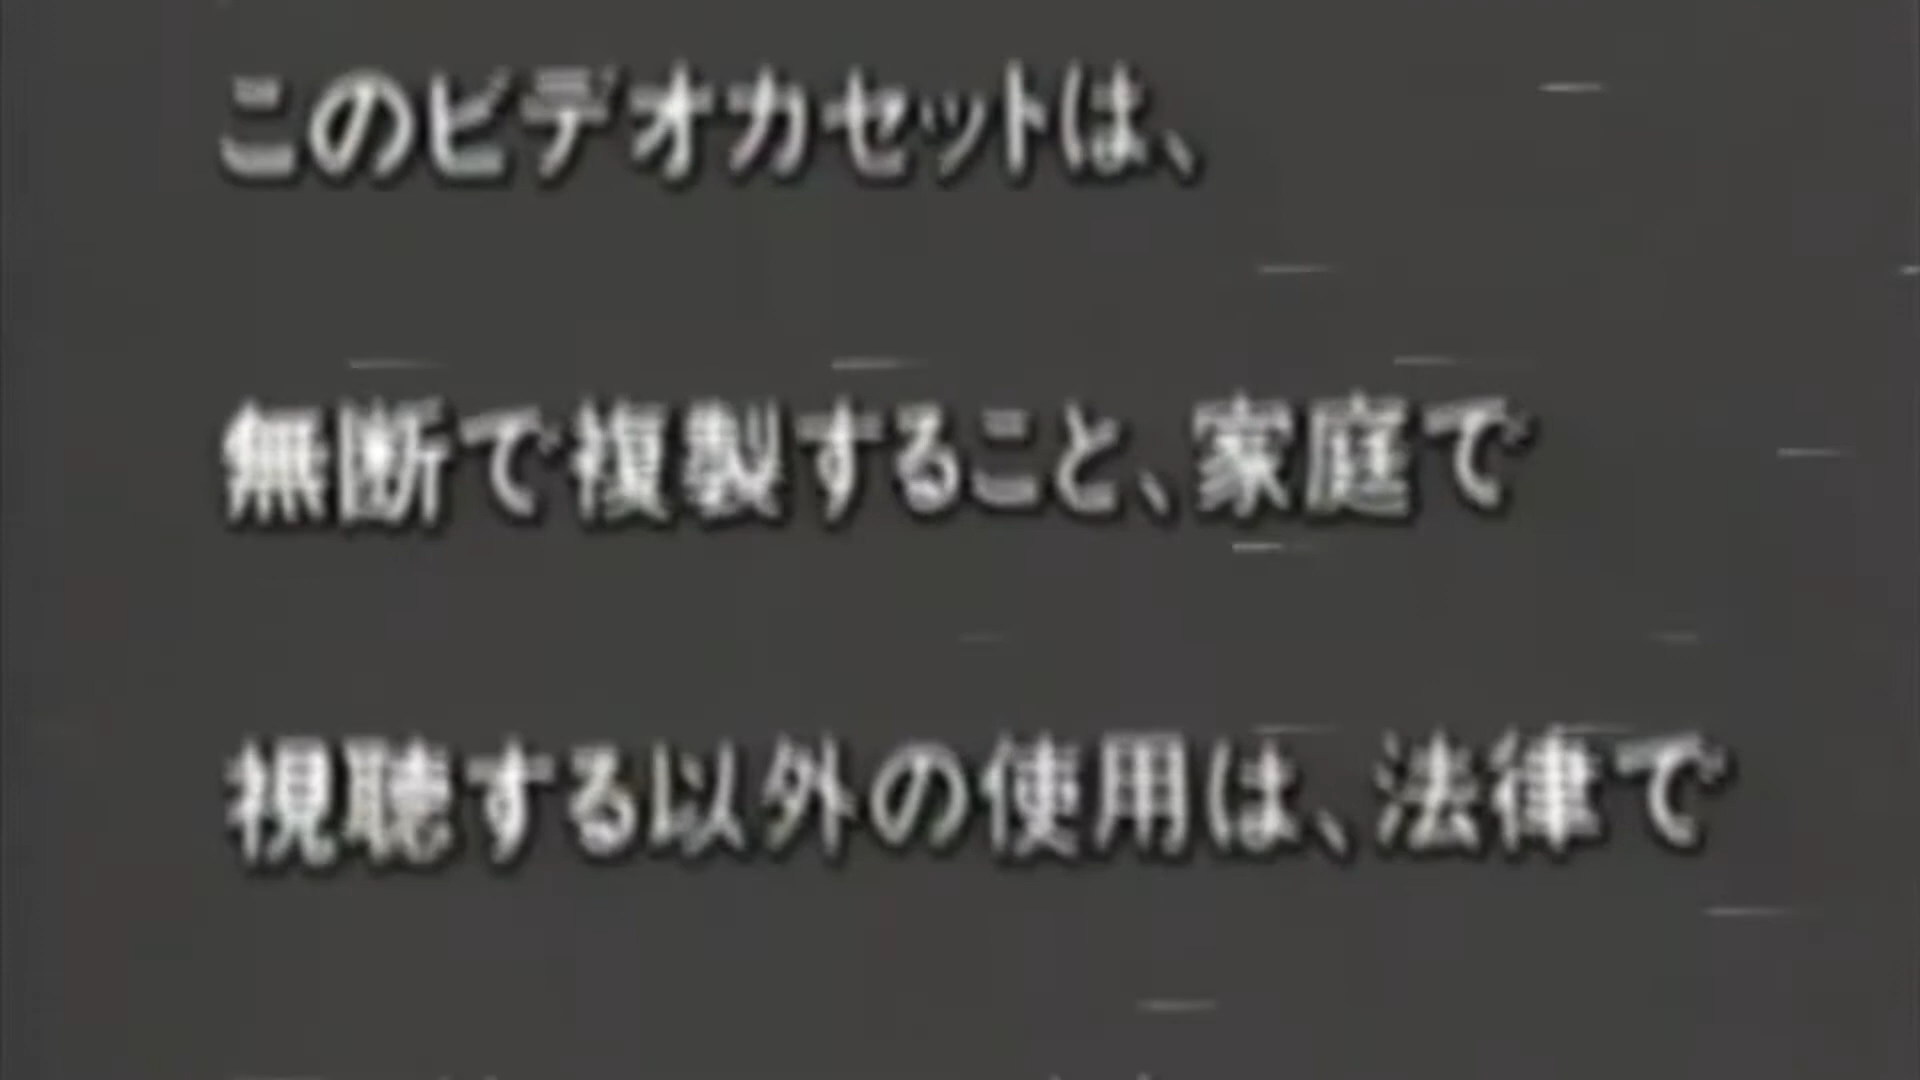 このビデオカセットは、
無断で複製すること、家庭で
視聴する以外の使用は、法律で